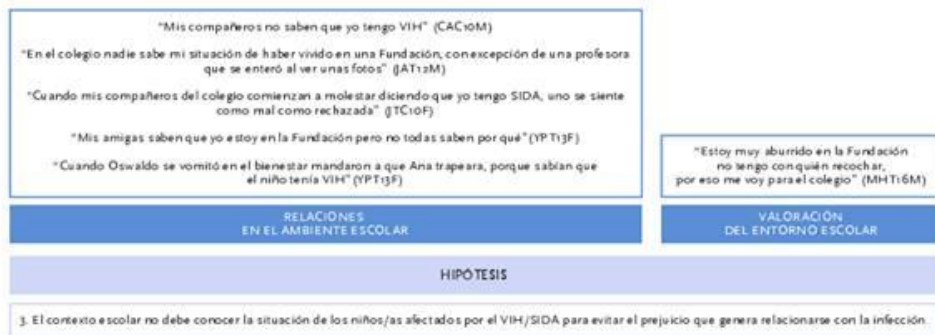 “Mis compañeros no saben que yo tengo VIH” (CAC10M)
“En el colegio nadie sabe mi situación de haber vivido en una Fundación, con excepción de una profesora
que se enteró al ver unas fotos” (JAT12M)
“Cuando mis compañeros del colegio comienzan a molestar diciendo que yo tengo SIDA, uno se siente
como mal como rechazada” (JTC10F)
“Mis amigas saben que yo estoy en la Fundación pero no todas saben por qué” (YPT13F)
“Cuando Oswaldo se vomitó en el bienestar mandaron a que Ana trapeara, porque sabían que
el niño tenía VIH” (YPT13F)
RELACIONES
EN EL AMBIENTE ESCOLAR
“Estoy muy aburrido en la Fundación
no tengo con quién recochar,
por eso me voy para el colegio” (MHT16M)
VALORACIÓN
DEL ENTORNO ESCOLAR
HIPÓTESIS
3. El contexto escolar no debe conocer la situación de los niños/as afectados por el VIH/SIDA para evitar el prejuicio que genera relacionarse con la infección.